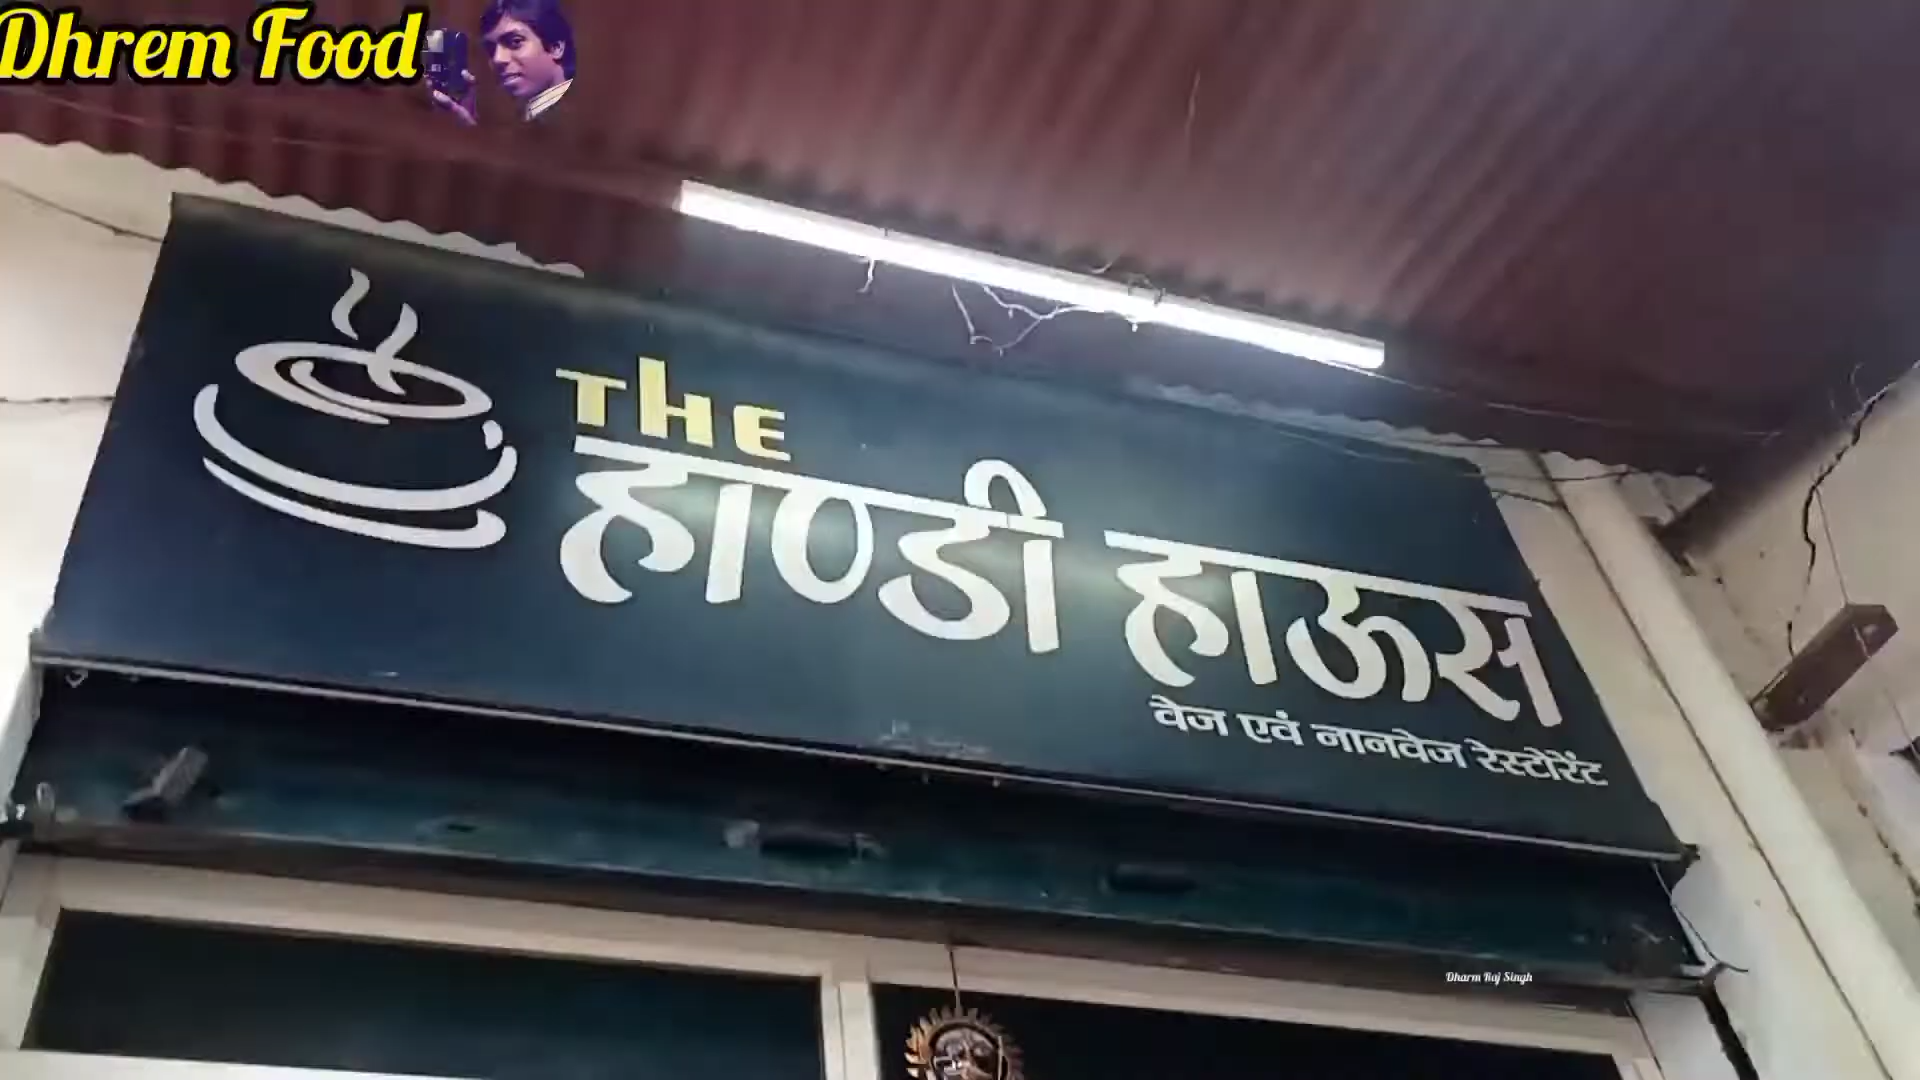 Dhrem Food
THE
हाण्डी हाऊस
वेज एवं नानवेज रेस्टोरेंट
Dharm Raj Singh